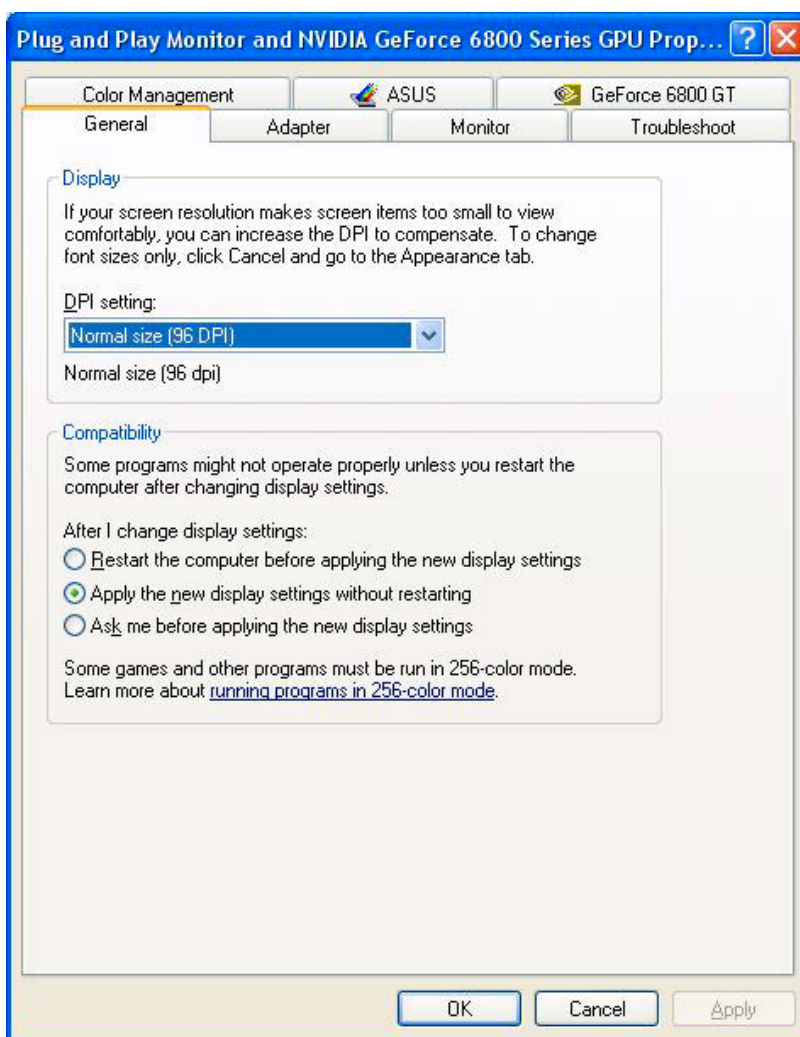 Plug and Play Monitor and NVIDIA GeForce 6800 Series GPU Prop...
Color Management
ASUS
GeForce 6800 GT
General
Adapter
Monitor
Troubleshoot
Display
If your screen resolution makes screen items too small to view
comfortably, you can increase the DPI to compensate. To change
font sizes only, click Cancel and go to the Appearance tab.
DPI setting:
Normal size (96 DPI)
Normal size (96 dpi)
Compatibility
Some programs might not operate properly unless you restart the
computer after changing display settings.
After I change display settings:
Restart the computer before applying the new display settings
Apply the new display settings without restarting
Ask me before applying the new display settings
Some games and other programs must be run in 256-color mode.
Learn more about running programs in 256-color mode.
OK
Cancel
Apply